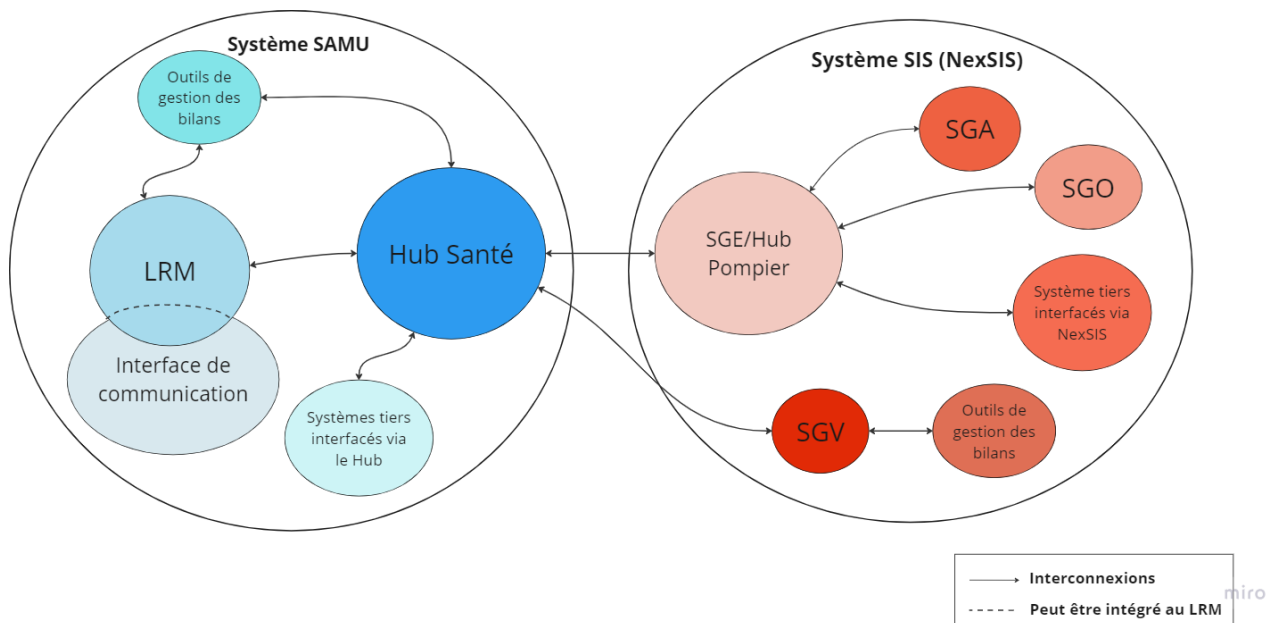 Système SAMU
Outils de
gestion des
bilans
LRM
Interface de
communication
Hub Santé
Systèmes tiers
interfacés via
le Hub
Système SIS (NexSIS)
SGA
SGO
SGE/Hub
Pompier
Système tiers
interfacés via
NexSIS
SGV
Outils de
gestion des
bilans
Interconnexions
Peut être intégré au LRM
miro